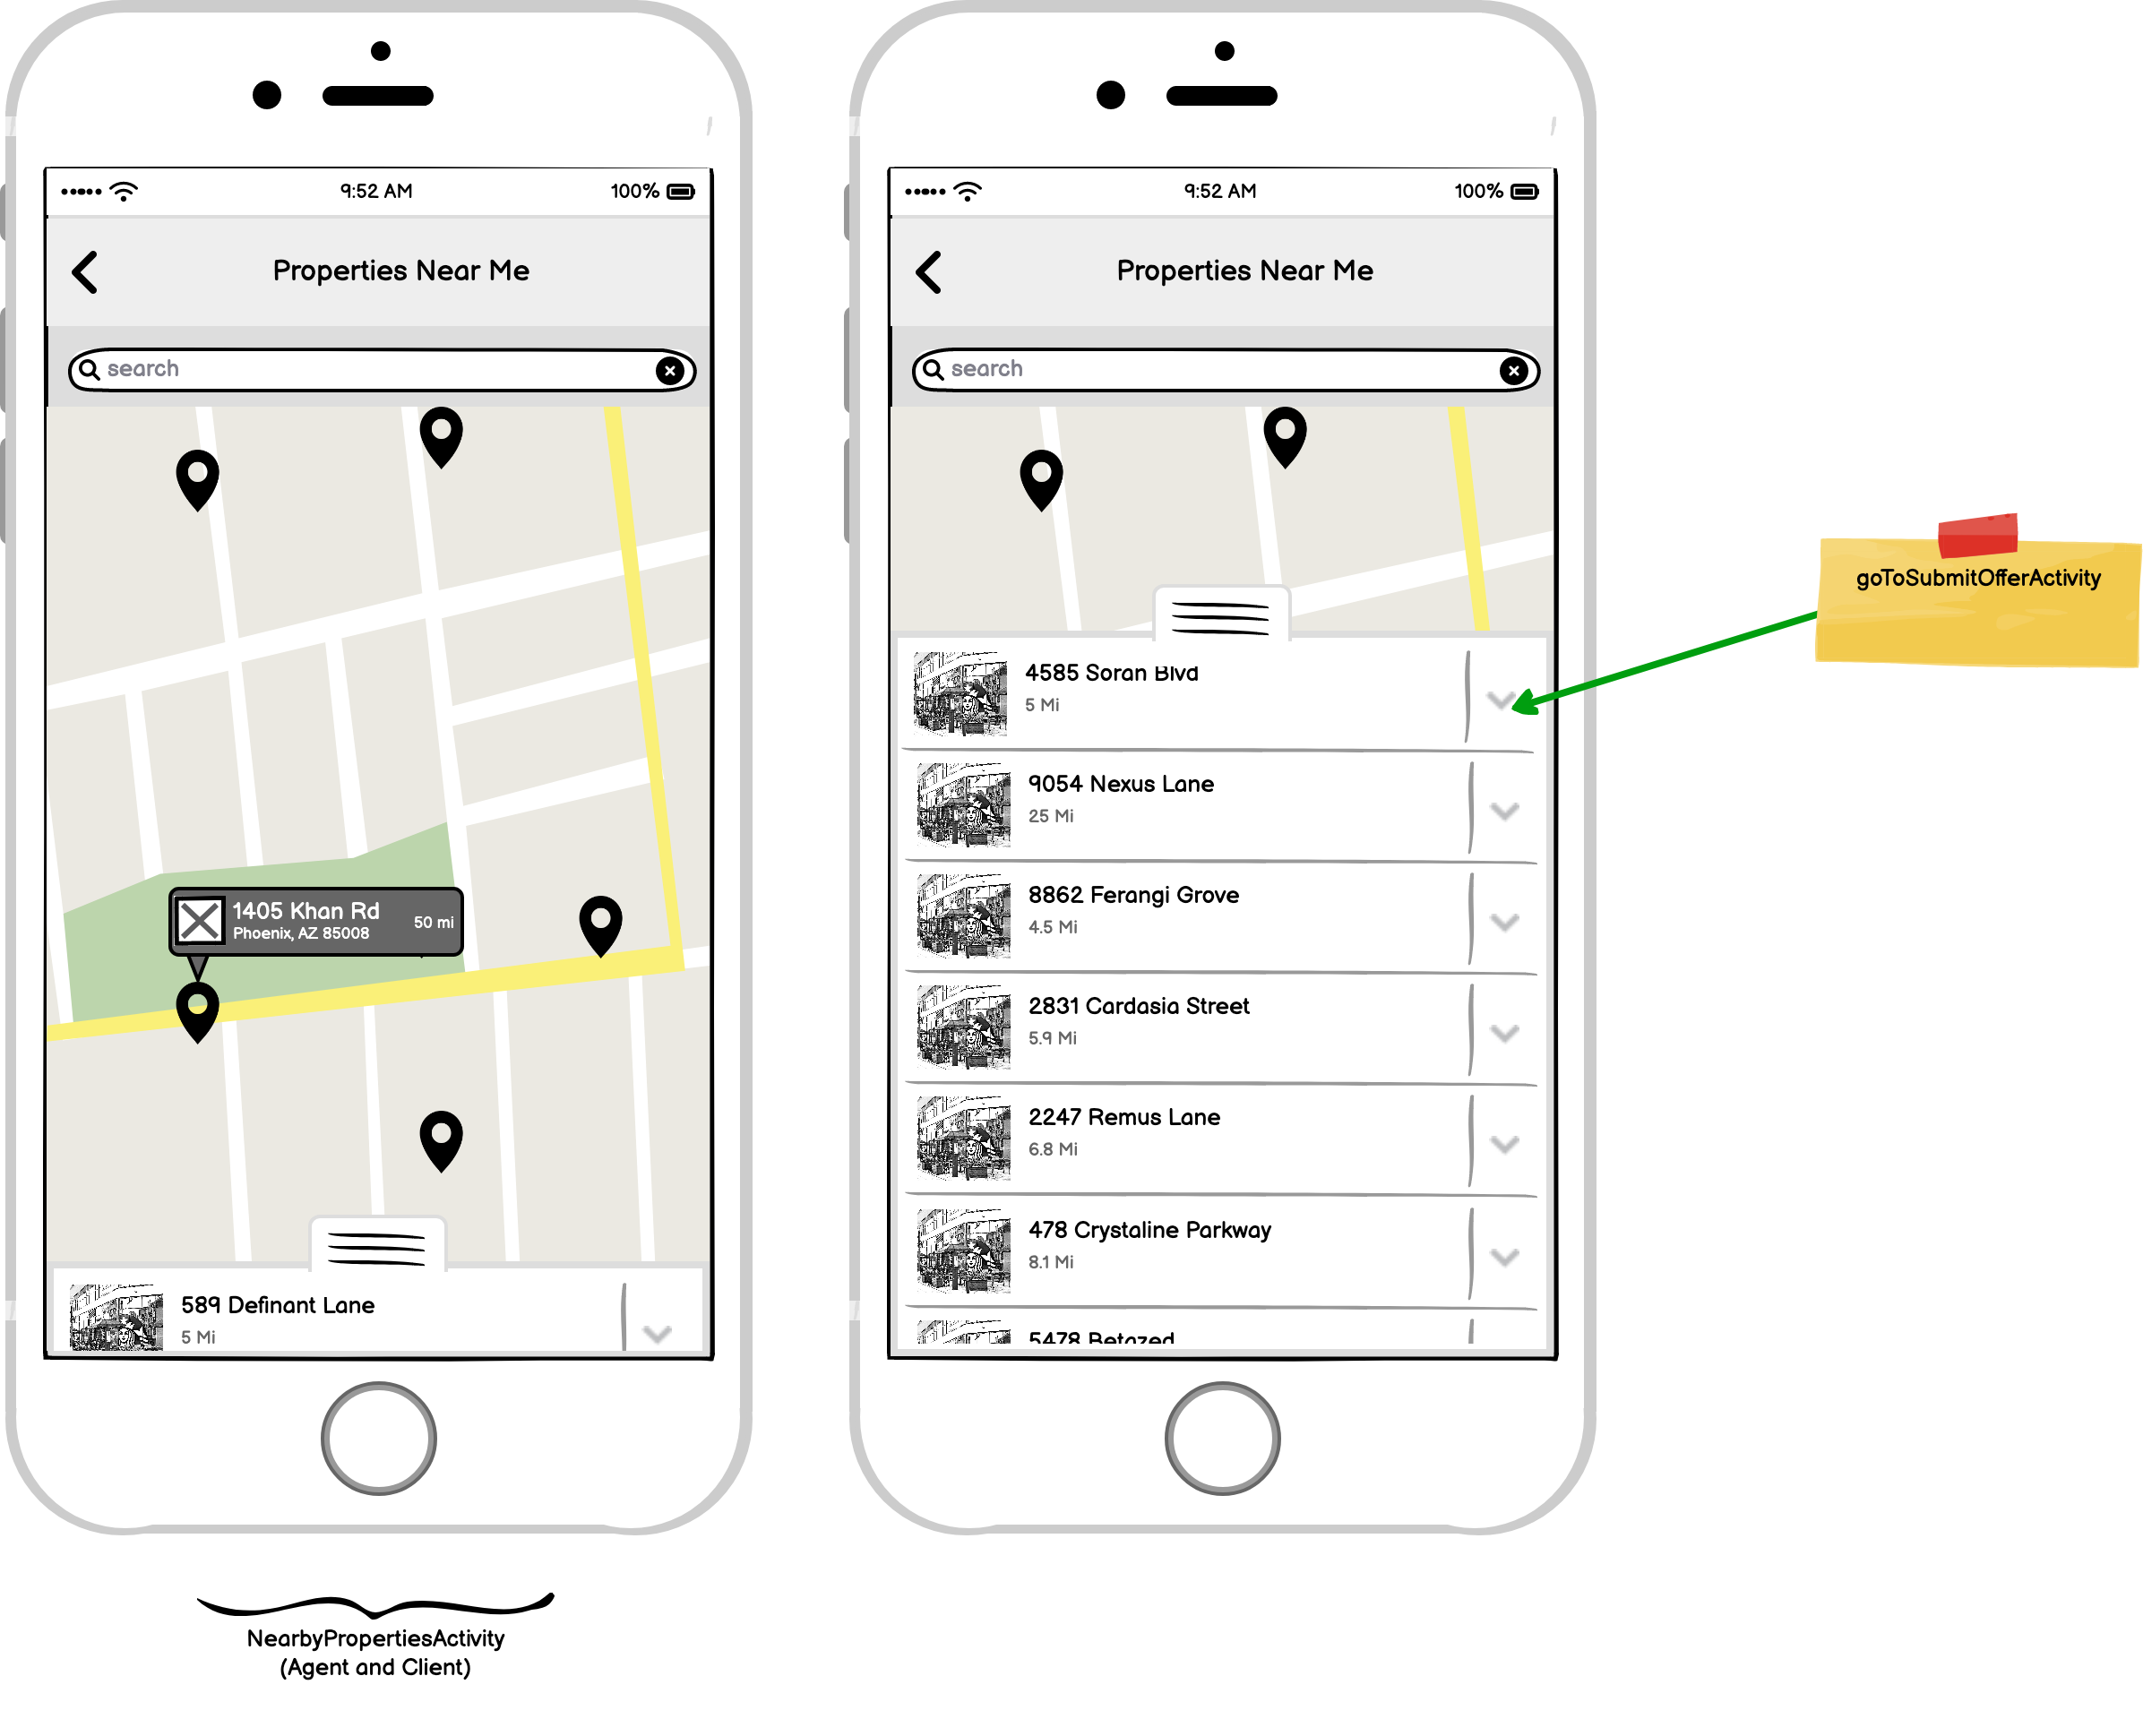 9:52 AM
100%
Properties Near Me
search
1405 Khan Rd
Phoenix, AZ 85008
50 mi
589 Definant Lane
5 Mi
NearbyPropertiesActivity
(Agent and Client)
9:52 AM
100%
Properties Near Me
search
4585 Soran Blvd
5 Mi
9054 Nexus Lane
25 Mi
8862 Ferangi Grove
4.5 Mi
2831 Cardasia Street
5.9 Mi
2247 Remus Lane
6.8 Mi
478 Crystaline Parkway
8.1 Mi
5478 Betazed
goToSubmitOfferActivity